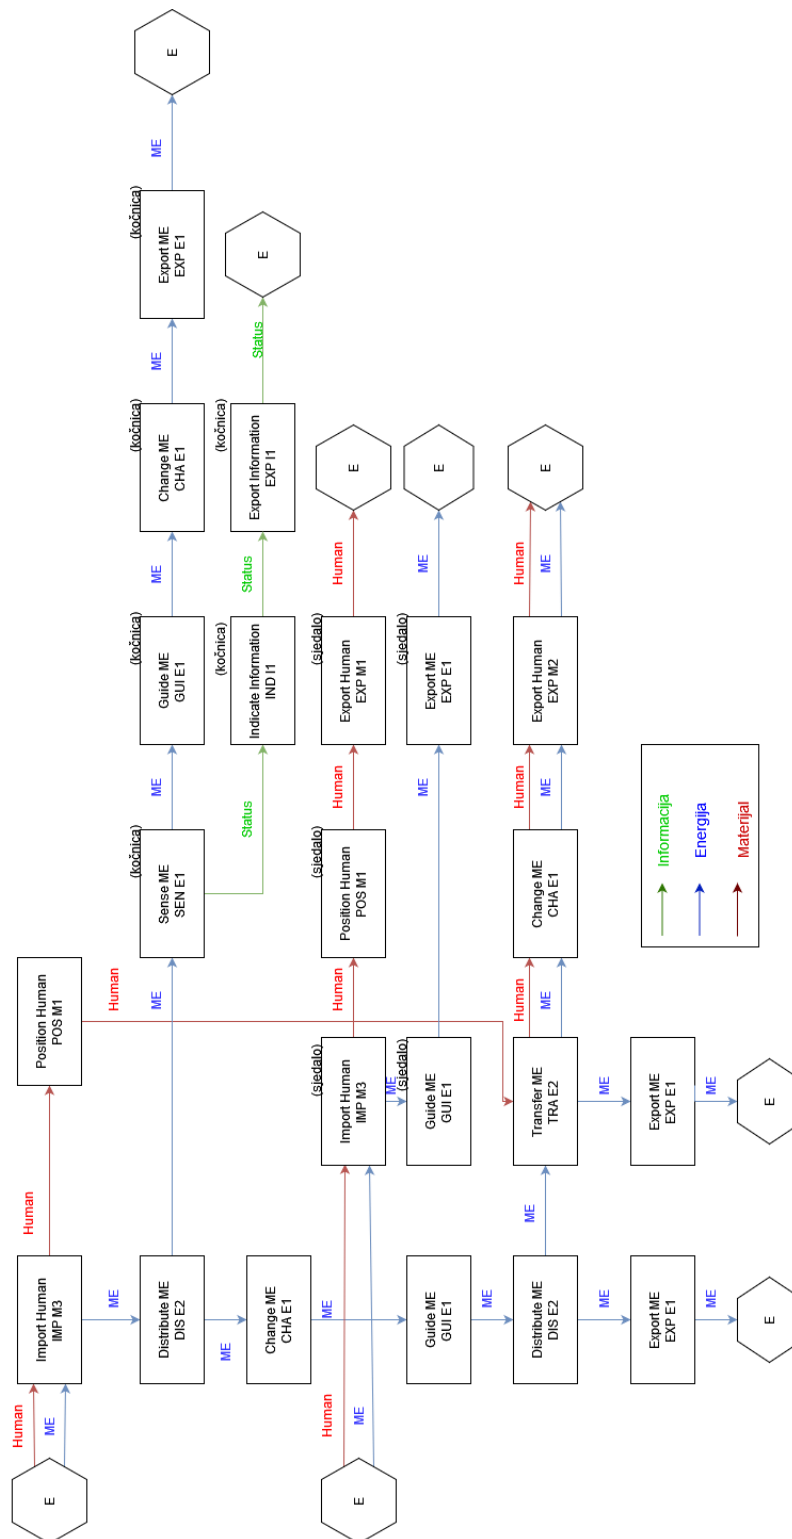 E
ME
(kočnica)
Export ME
EXP E1
ME
(kočnica)
Change ME
CHA E1
ME
(kočnica)
Guide ME
GUI E1
ME
(kočnica)
Sense ME
SEN E1
ME
E
Status
(kočnica)
Export Information
EXP I1
Status
(kočnica)
Indicate Information
IND I1
Status
Position Human
POS M1
Human
Human
Import Human
IMP M3
Human
ME
E
ME
Distribute ME
DIS E2
ME
Change ME
CHA E1
ME
E
Human
(sjedalo)
Export Human
EXP M1
Human
(sjedalo)
Position Human
POS M1
Human
(sjedalo)
Import Human
IMP M3
Human
ME
E
E
ME
(sjedalo)
Export ME
EXP E1
ME
ME
(sjedalo)
Guide ME
GUI E1
Guide ME
GUI E1
ME
E
Human
ME
Export Human
EXP M2
Human
ME
Change ME
CHA E1
Human
ME
Transfer ME
TRA E2
ME
Distribute ME
DIS E2
ME
Export ME
EXP E1
ME
E
ME
Export ME
EXP E1
ME
E
Informacija
Energija
Materijal